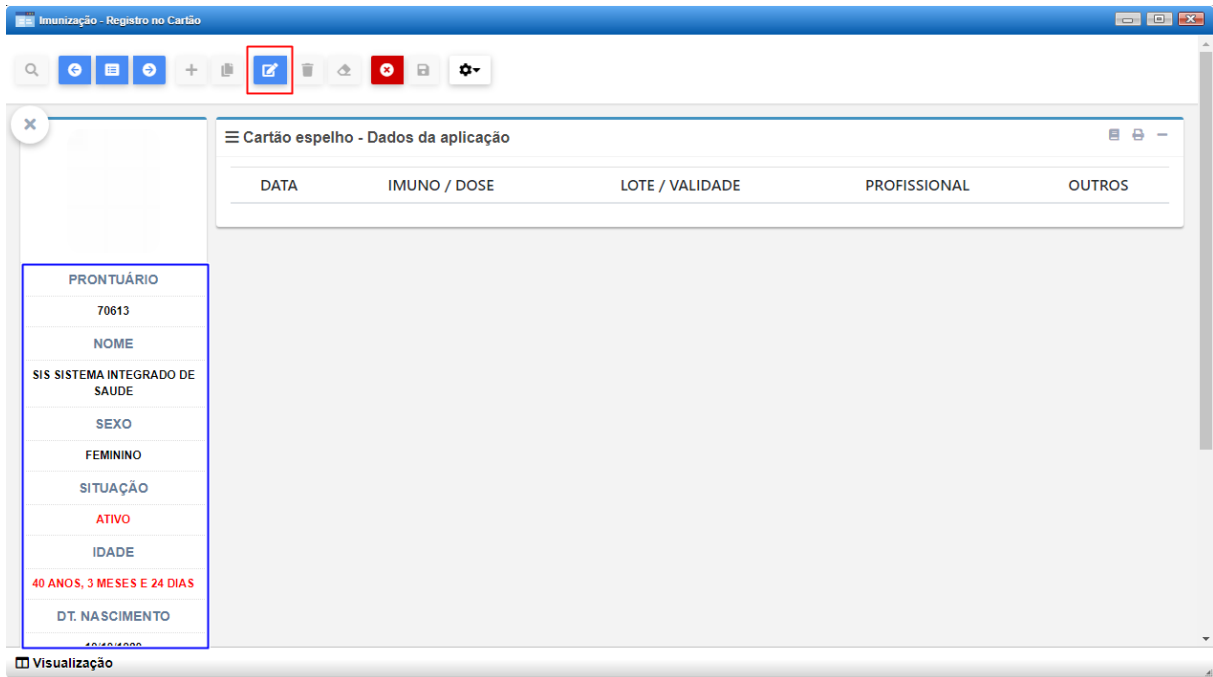 Imunização - Registro no Cartão
Cartão espelho - Dados da aplicação
DATA IMUNO / DOSE LOTE / VALIDADE PROFISSIONAL OUTROS
PRONTUÁRIO
70613
NOME
SIS SISTEMA INTEGRADO DE
SAUDE
SEXO
FEMININO
SITUAÇÃO
ATIVO
IDADE
40 ANOS, 3 MESES E 24 DIAS
DT. NASCIMENTO
Visualização